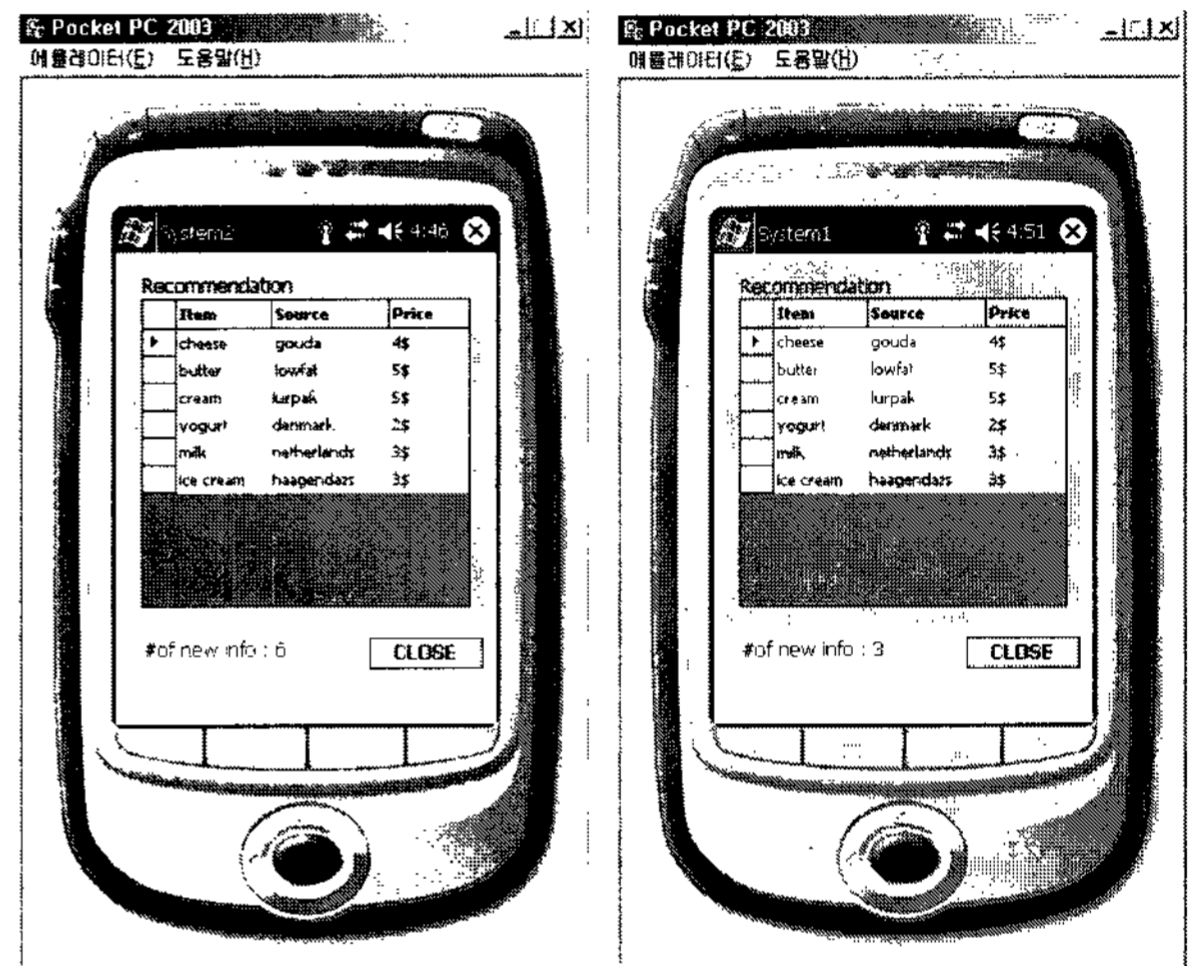 Pocket PC 2003
에뮬레이터(E) 도움말(H)
System2 4:46
Recommendation
Item Source Price
cheese gouda 4$
butter lowfat 5$
cream lurpak 5$
yogurt denmark 2$
milk netherlands 3$
ice cream haagendazs 3$
#of new info : 6 CLOSE
Pocket PC 2003
에뮬레이터(E) 도움말(H)
System1 4:51
Recommendation
Item Source Price
cheese gouda 4$
butter lowfat 5$
cream lurpak 5$
yogurt denmark 2$
milk netherlands 3$
ice cream haagendazs 3$
#of new info : 3 CLOSE